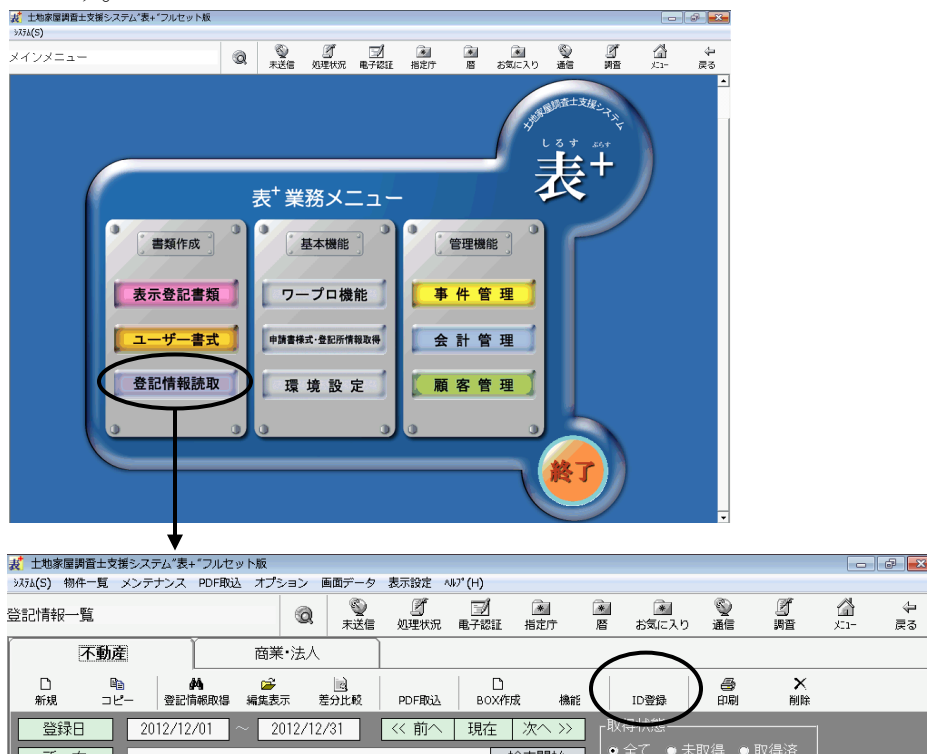 土地家屋調査士支援システム"表+"フルセット版
ｼｽﾃﾑ(S)
メインメニュー
未送信 処理状況 電子認証 指定庁 暦 お気に入り 通信 調査 ﾒﾆｭｰ 戻る
土地家屋調査士支援システム
しるす ぷらす
表+
表+業務メニュー
書類作成 基本機能 管理機能
表示登記書類 ワープロ機能 事件管理
ユーザー書式 申請書様式･登記所情報取得 会計管理
登記情報読取 環境設定 顧客管理
終了
土地家屋調査士支援システム"表+"フルセット版
ｼｽﾃﾑ(S) 物件一覧 メンテナンス PDF取込 オプション 画面データ 表示設定 ﾍﾙﾌﾟ(H)
登記情報一覧
未送信 処理状況 電子認証 指定庁 暦 お気に入り 通信 調査 ﾒﾆｭｰ 戻る
不動産 商業・法人
新規 コピー 登記情報取得 編集表示 差分比較 PDF取込 BOX作成 機能 ID登録 印刷 削除
登録日 2012/12/01 ～ 2012/12/31 << 前へ 現在 次へ >> 取得状態
全て 未取得 取得済